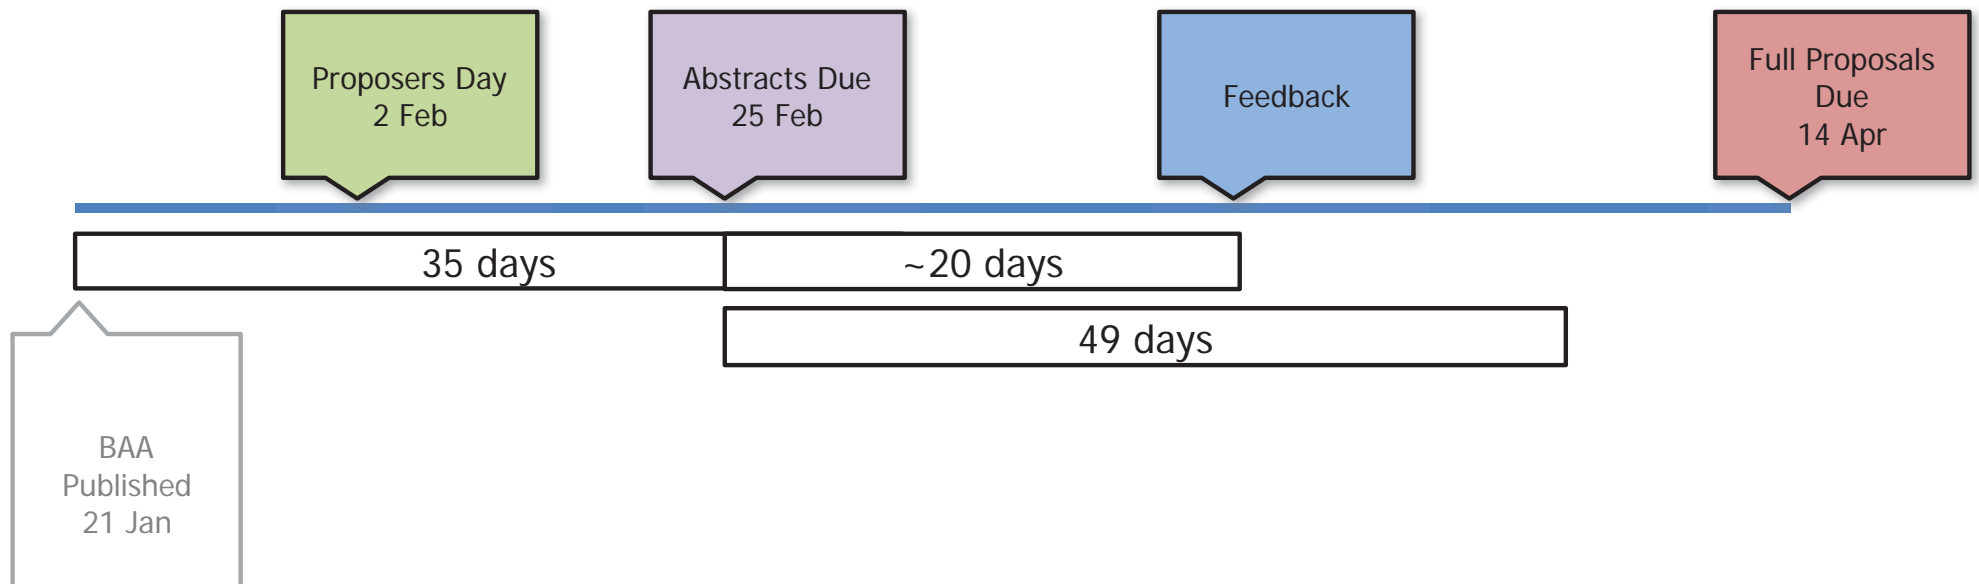 Proposers Day
2 Feb
Abstracts Due
25 Feb
Feedback
Full Proposals
Due
14 Apr
35 days
~20 days
49 days
BAA
Published
21 Jan